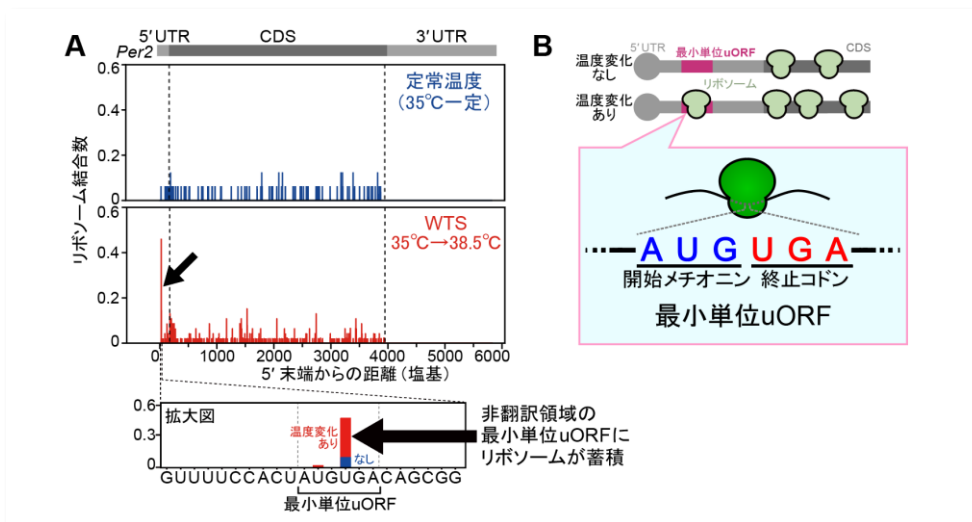 A
5′UTR CDS 3′UTR
Per2
0.6
0.4
0.2
0
定常温度
(35℃一定)
リボソーム結合数
0.6
0.4
0.2
0
WTS
35℃→38.5℃
0 1000 2000 3000 4000 5000 6000
5′末端からの距離(塩基)
0.6
0.3
0
拡大図
温度変化
あり
なし
GUUUUCCACUAUGUGACAGCGG
最小単位uORF
非翻訳領域の
最小単位uORFに
リボソームが蓄積
B
5′UTR 最小単位uORF CDS
温度変化
なし
リボソーム
温度変化
あり
AUGUGA
開始メチオニン 終止コドン
最小単位uORF